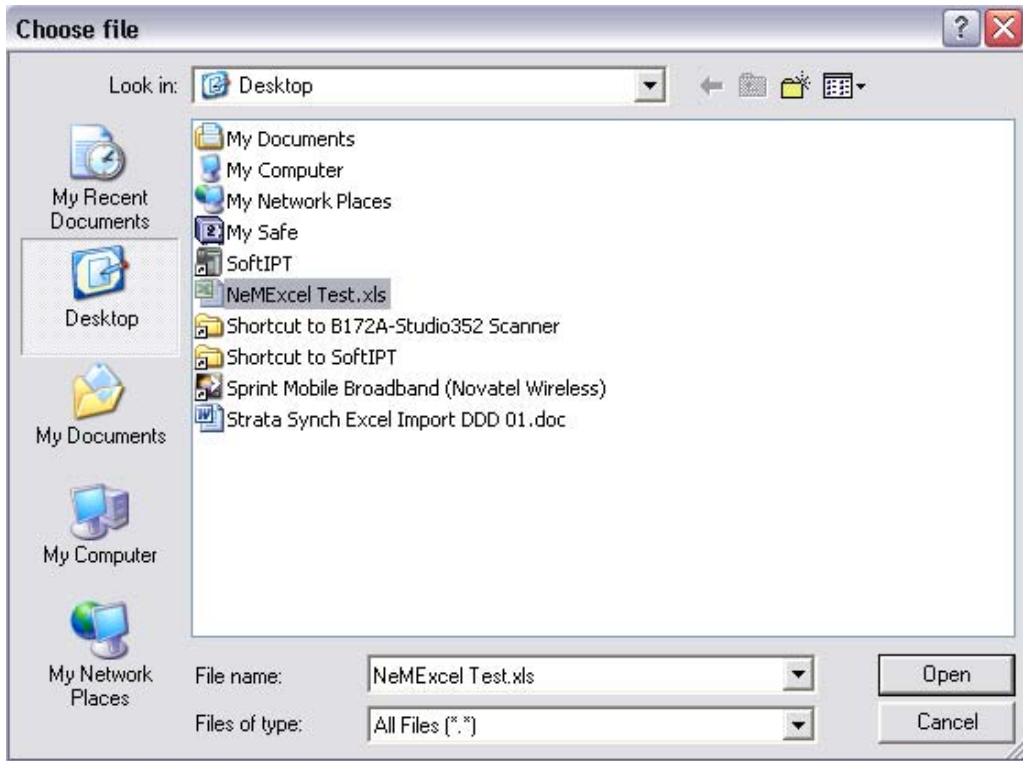 Choose file
Look in:
Desktop
My Recent
Documents
Desktop
My Documents
My Computer
My Network
Places
My Documents
My Computer
My Network Places
My Safe
SoftIPT
NeMExcel Test.xls
Shortcut to B172A-Studio352 Scanner
Shortcut to SoftIPT
Sprint Mobile Broadband (Novatel Wireless)
Strata Synch Excel Import DDD 01.doc
File name:
NeMExcel Test.xls
Open
Files of type:
All Files (*.*)
Cancel